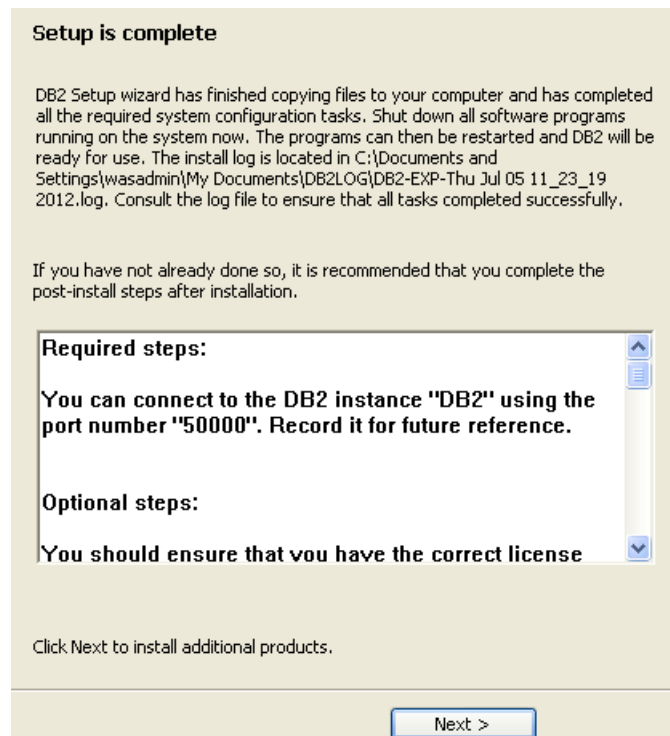 Setup is complete
DB2 Setup wizard has finished copying files to your computer and has completed
all the required system configuration tasks. Shut down all software programs
running on the system now. The programs can then be restarted and DB2 will be
ready for use. The install log is located in C:\Documents and
Settings\wasadmin\My Documents\DB2LOG\DB2-EXP-Thu Jul 05 11_23_19
2012.log. Consult the log file to ensure that all tasks completed successfully.
If you have not already done so, it is recommended that you complete the
post-install steps after installation.
Required steps:
You can connect to the DB2 instance "DB2" using the
port number "50000". Record it for future reference.
Optional steps:
You should ensure that you have the correct license
Click Next to install additional products.
Next >